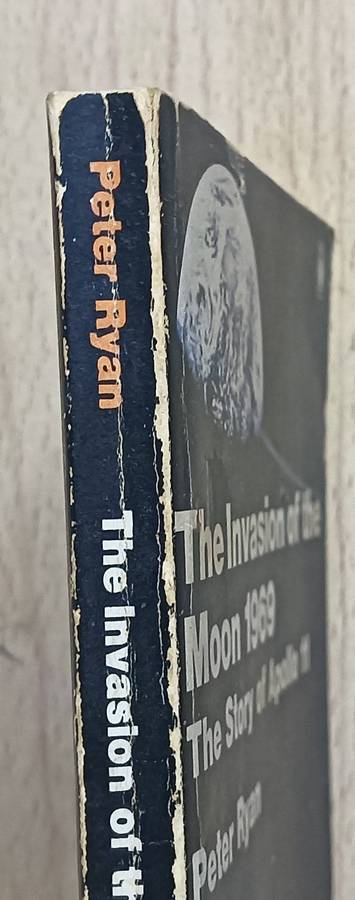 Peter Ryan
The Invasion of th
The Invasion of the
Moon 1969
The Story of Apollo 11
Peter Ryan